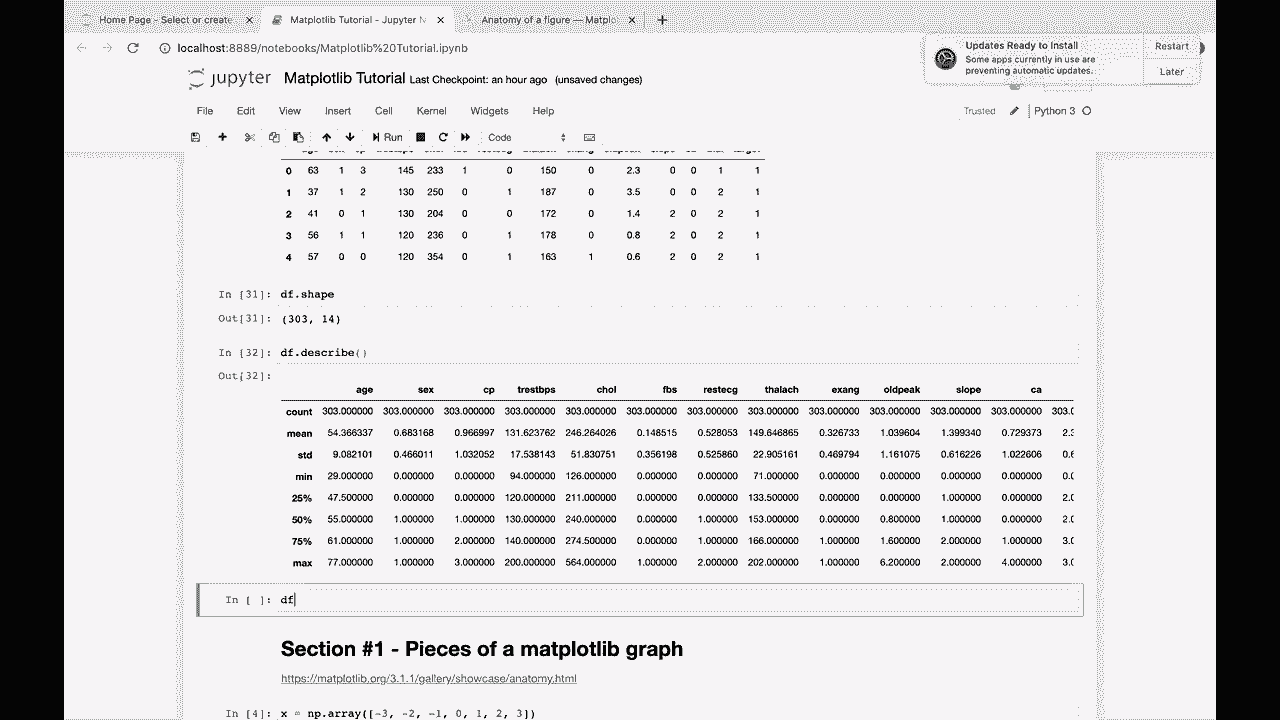 Home Page - Select or create
Matplotlib Tutorial - Jupyter N
Anatomy of a figure — Matplo
localhost:8889/notebooks/Matplotlib%20Tutorial.ipynb
Updates Ready to Install
Some apps currently in use are
preventing automatic updates.
Restart
Later
jupyter Matplotlib Tutorial Last Checkpoint: an hour ago (unsaved changes)
File Edit View Insert Cell Kernel Widgets Help
Trusted Python 3
Run Code
0 63 1 3 145 233 1 0 150 0 2.3 0 0 1 1
1 37 1 2 130 250 0 1 187 0 3.5 0 0 2 1
2 41 0 1 130 204 0 0 172 0 1.4 2 0 2 1
3 56 1 1 120 236 0 1 178 0 0.8 2 0 2 1
4 57 0 0 120 354 0 1 163 1 0.6 2 0 2 1
In [31]: df.shape
Out[31]: (303, 14)
In [32]: df.describe()
Out[32]:
age sex cp trestbps chol fbs restecg thalach exang oldpeak slope ca
count 303.000000 303.000000 303.000000 303.000000 303.000000 303.000000 303.000000 303.000000 303.000000 303.000000 303.000000 303.000000 303.0
mean 54.366337 0.683168 0.966997 131.623762 246.264026 0.148515 0.528053 149.646865 0.326733 1.039604 1.399340 0.729373 2.3
std 9.082101 0.466011 1.032052 17.538143 51.830751 0.356198 0.525860 22.905161 0.469794 1.161075 0.616226 1.022606 0.6
min 29.000000 0.000000 0.000000 94.000000 126.000000 0.000000 0.000000 71.000000 0.000000 0.000000 0.000000 0.000000 0.0
25% 47.500000 0.000000 0.000000 120.000000 211.000000 0.000000 0.000000 133.500000 0.000000 0.000000 1.000000 0.000000 2.0
50% 55.000000 1.000000 1.000000 130.000000 240.000000 0.000000 1.000000 153.000000 0.000000 0.800000 1.000000 0.000000 2.0
75% 61.000000 1.000000 2.000000 140.000000 274.500000 0.000000 1.000000 166.000000 1.000000 1.600000 2.000000 1.000000 3.0
max 77.000000 1.000000 3.000000 200.000000 564.000000 1.000000 2.000000 202.000000 1.000000 6.200000 2.000000 4.000000 3.0
In [ ]: df
Section #1 - Pieces of a matplotlib graph
https://matplotlib.org/3.1.1/gallery/showcase/anatomy.html
In [4]: x = np.array([-3, -2, -1, 0, 1, 2, 3])